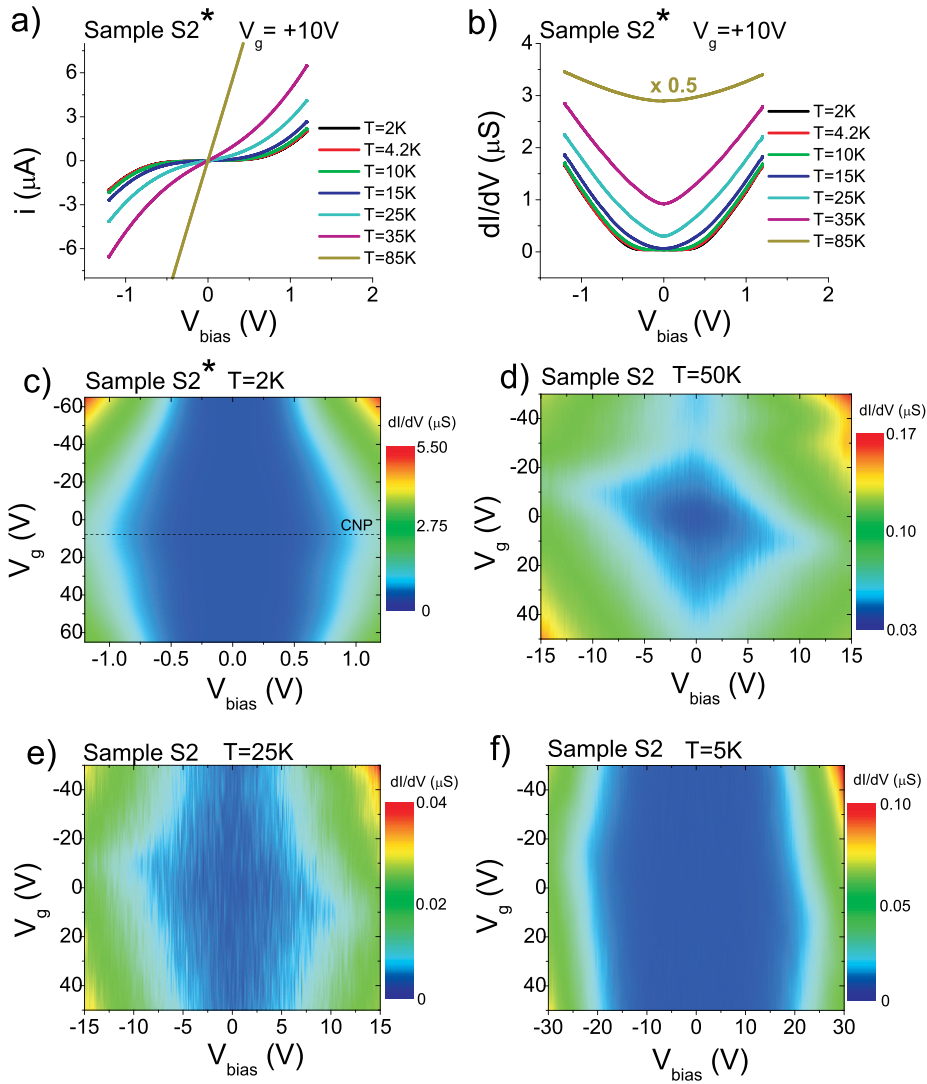 a) Sample S2* V_g = +10V
i (μA)
6
3
0
-3
-6
T=2K
T=4.2K
T=10K
T=15K
T=25K
T=35K
T=85K
-1 0 1 2
V_bias (V)
b) Sample S2* V_g=+10V
dI/dV (μS)
4
3
2
1
0
x 0.5
T=2K
T=4.2K
T=10K
T=15K
T=25K
T=35K
T=85K
-1 0 1 2
V_bias (V)
c) Sample S2* T=2K
V_g (V)
-60
-40
-20
0
20
40
60
CNP
dI/dV (μS)
5.50
2.75
0
-1.0 -0.5 0.0 0.5 1.0
V_bias (V)
d) Sample S2 T=50K
V_g (V)
-40
-20
0
20
40
dI/dV (μS)
0.17
0.10
0.03
-15 -10 -5 0 5 10 15
V_bias (V)
e) Sample S2 T=25K
V_g (V)
-40
-20
0
20
40
dI/dV (μS)
0.04
0.02
0
-15 -10 -5 0 5 10 15
V_bias (V)
f) Sample S2 T=5K
V_g (V)
-40
-20
0
20
40
dI/dV (μS)
0.10
0.05
0
-30 -20 -10 0 10 20 30
V_bias (V)